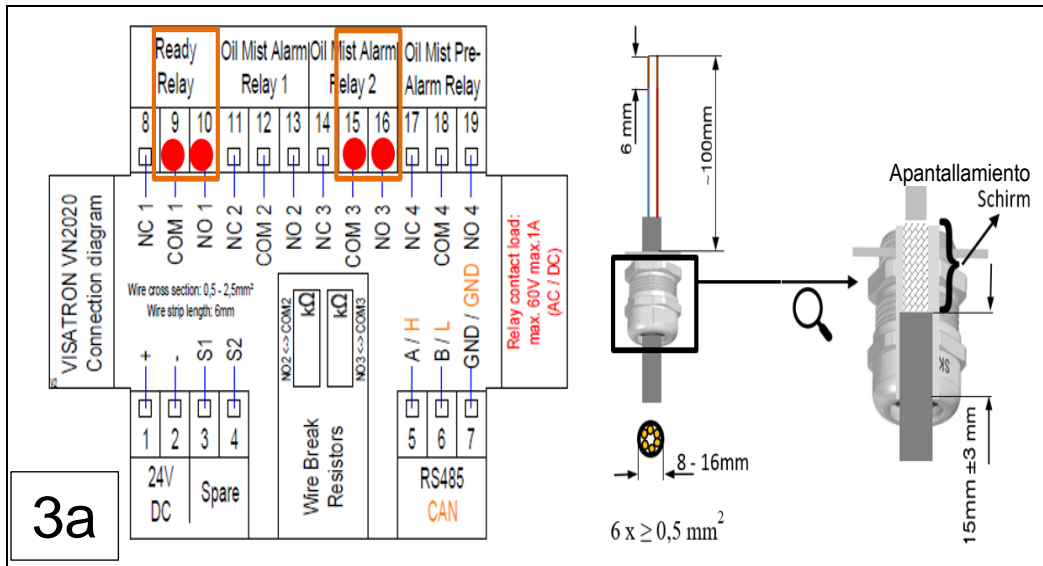 Ready
Relay
Oil Mist Alarm
Relay 1
Oil Mist Alarm
Relay 2
Oil Mist Pre-
Alarm Relay
8
9
10
11
12
13
14
15
16
17
18
19
NC 1
COM 1
NO 1
NC 2
COM 2
NO 2
NC 3
COM 3
NO 3
NC 4
COM 4
NO 4
VISATRON VN2020
Connection diagram
Wire cross section: 0,5 - 2,5mm²
Wire strip length: 6mm
NO2 <-> COM2
kΩ
kΩ
NO3 <-> COM3
Relay contact load:
max. 60V max.1A
(AC / DC)
+
-
S1
S2
A / H
B / L
GND / GND
1
2
3
4
5
6
7
24V
DC
Spare
Wire Break
Resistors
RS485
CAN
3a
6 mm
~100mm
8 - 16mm
6 x ≥ 0,5 mm²
Apantallamiento
Schirm
SK
15mm ±3 mm